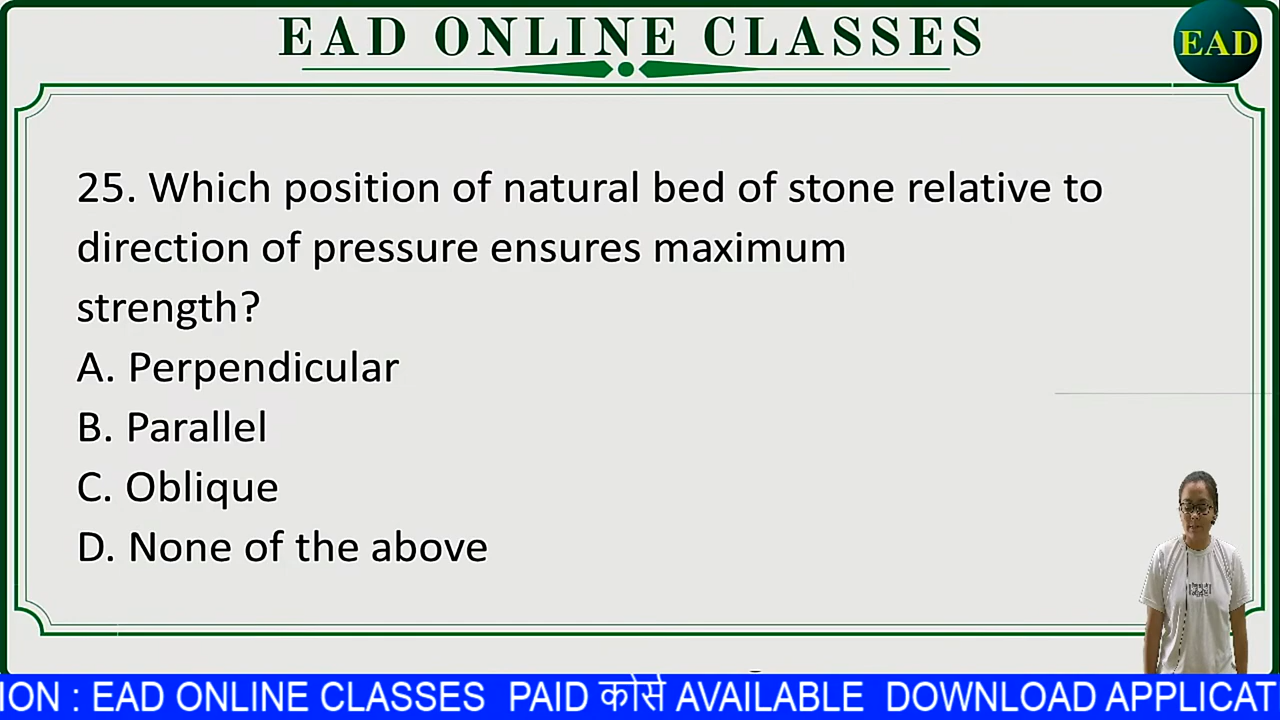 EAD ONLINE CLASSES
EAD
25. Which position of natural bed of stone relative to
direction of pressure ensures maximum
strength?
A. Perpendicular
B. Parallel
C. Oblique
D. None of the above
ION : EAD ONLINE CLASSES PAID कोर्स AVAILABLE DOWNLOAD APPLICAT